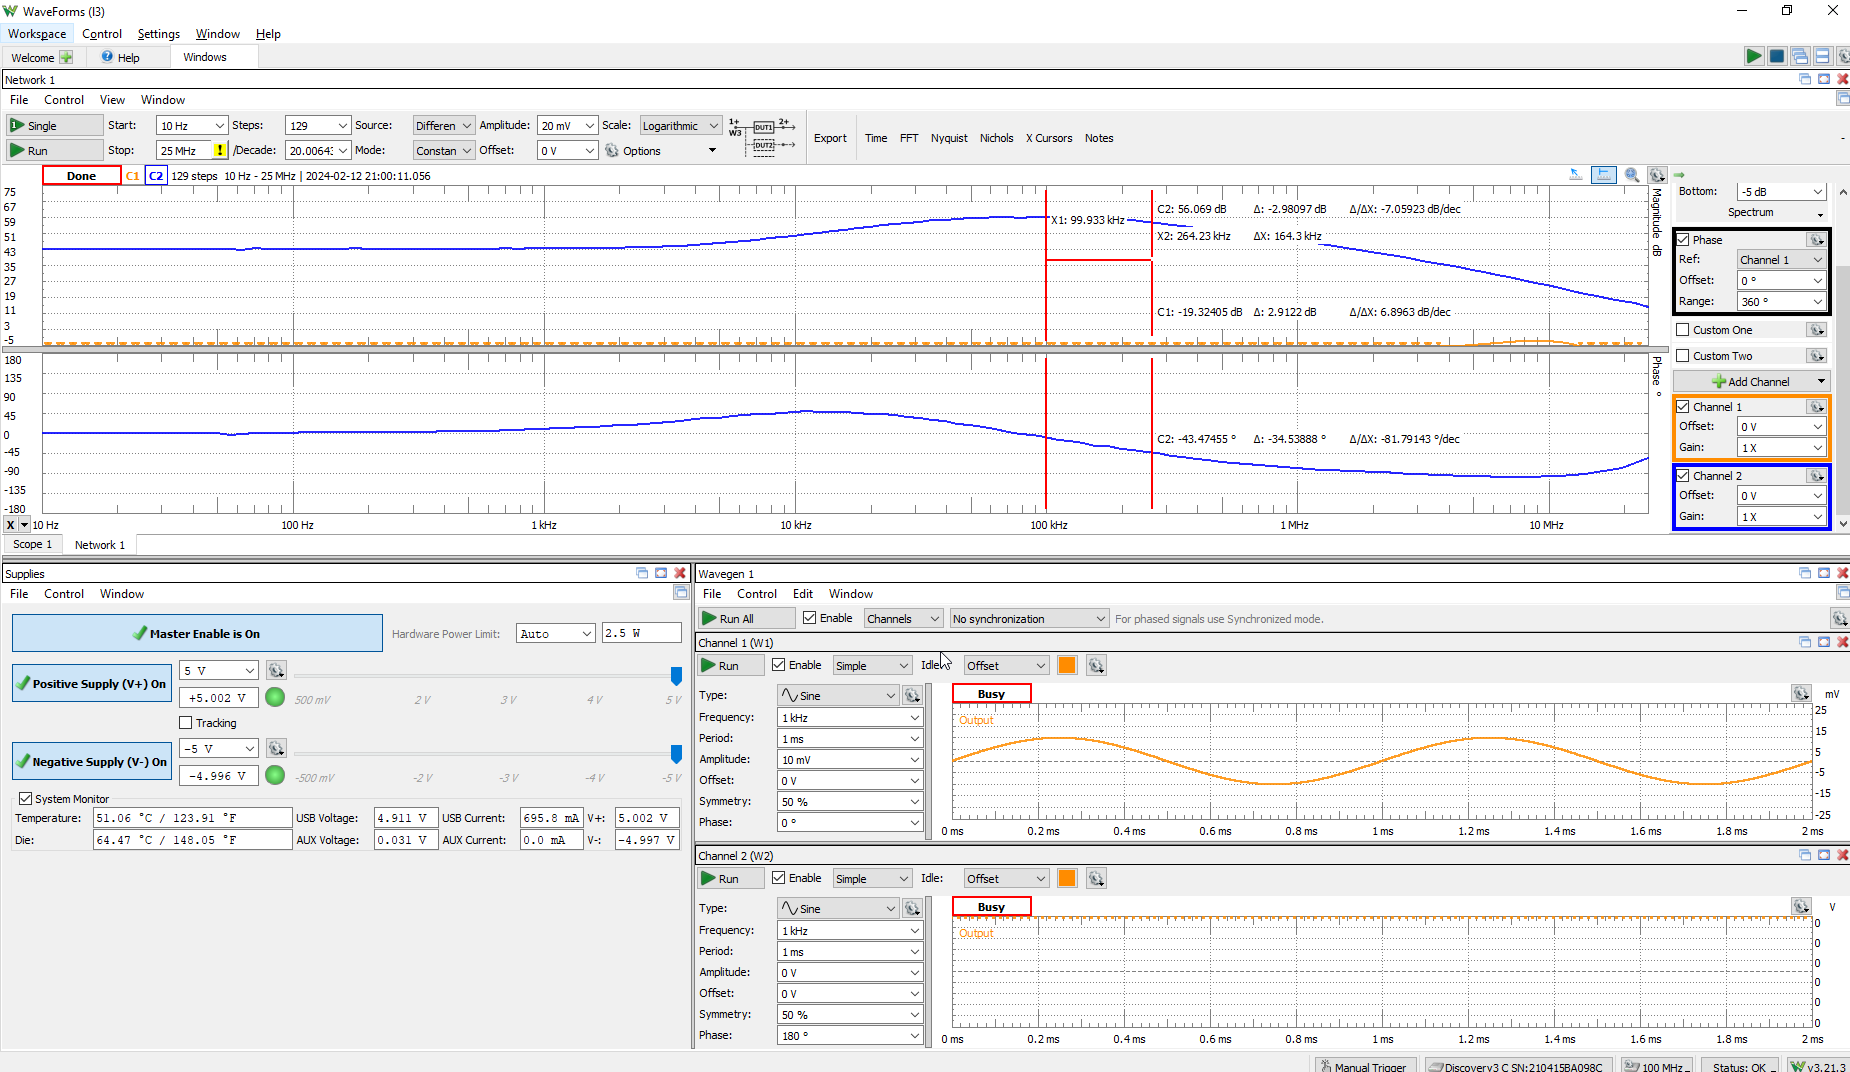 WaveForms (I3)
Workspace Control Settings Window Help
Welcome Help Windows
Network 1
File Control View Window
Single Start: 10 Hz Steps: 129 Source: Differen Amplitude: 20 mV Scale: Logarithmic 1+ W3 DUT1 2+ DUT2
Run Stop: 25 MHz ! /Decade: 20.0064: Mode: Constan Offset: 0 V Options
Export Time FFT Nyquist Nichols X Cursors Notes
Done C1 C2 129 steps 10 Hz - 25 MHz | 2024-02-12 21:00:11.056
75
67
59
51
43
35
27
19
11
3
-5
Magnitude dB
X1: 99.933 kHz
C2: 56.069 dB Δ: -2.98097 dB Δ/ΔX: -7.05923 dB/dec
X2: 264.23 kHz ΔX: 164.3 kHz
C1: -19.32405 dB Δ: 2.9122 dB Δ/ΔX: 6.8963 dB/dec
180
135
90
45
0
-45
-90
-135
-180
Phase °
C2: -43.47455 ° Δ: -34.53888 ° Δ/ΔX: -81.79143 °/dec
X 10 Hz 100 Hz 1 kHz 10 kHz 100 kHz 1 MHz 10 MHz
Bottom: -5 dB
Spectrum
Phase
Ref: Channel 1
Offset: 0 °
Range: 360 °
Custom One
Custom Two
Add Channel
Channel 1
Offset: 0 V
Gain: 1 X
Channel 2
Offset: 0 V
Gain: 1 X
Scope 1 Network 1
Supplies
File Control Window
Master Enable is On Hardware Power Limit: Auto 2.5 W
Positive Supply (V+) On 5 V
+5.002 V 500 mV 2 V 3 V 4 V 5 V
Tracking
Negative Supply (V-) On -5 V
-4.996 V -500 mV -2 V -3 V -4 V -5 V
System Monitor
Temperature: 51.06 °C / 123.91 °F USB Voltage: 4.911 V USB Current: 695.8 mA V+: 5.002 V
Die: 64.47 °C / 148.05 °F AUX Voltage: 0.031 V AUX Current: 0.0 mA V-: -4.997 V
Wavegen 1
File Control Edit Window
Run All Enable Channels No synchronization For phased signals use Synchronized mode.
Channel 1 (W1)
Run Enable Simple Idle: Offset
Type: Sine
Frequency: 1 kHz
Period: 1 ms
Amplitude: 10 mV
Offset: 0 V
Symmetry: 50 %
Phase: 0 °
Busy mV
Output
25
15
5
-5
-15
-25
0 ms 0.2 ms 0.4 ms 0.6 ms 0.8 ms 1 ms 1.2 ms 1.4 ms 1.6 ms 1.8 ms 2 ms
Channel 2 (W2)
Run Enable Simple Idle: Offset
Type: Sine
Frequency: 1 kHz
Period: 1 ms
Amplitude: 0 V
Offset: 0 V
Symmetry: 50 %
Phase: 180 °
Busy V
Output
0
0
0
0
0
0
0 ms 0.2 ms 0.4 ms 0.6 ms 0.8 ms 1 ms 1.2 ms 1.4 ms 1.6 ms 1.8 ms 2 ms
Manual Trigger Discovery3 C SN:210415BA098C 100 MHz Status: OK v3.21.3